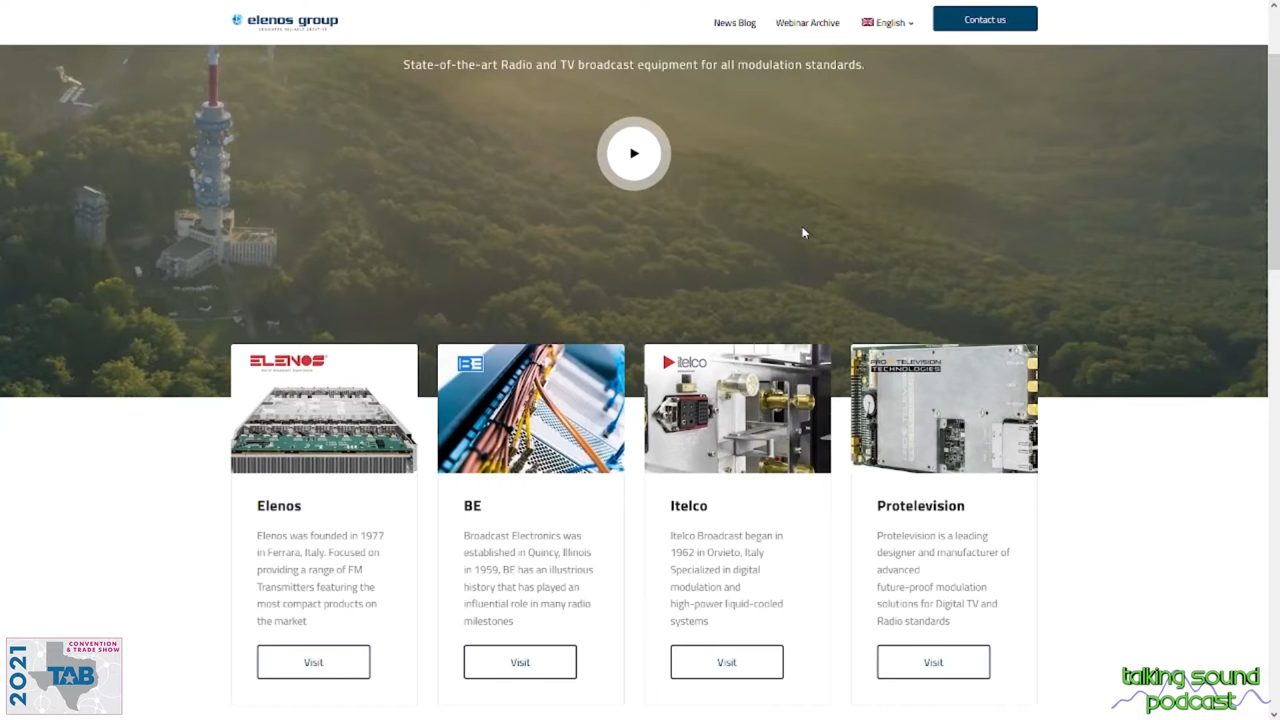 elenos group
News Blog
Webinar Archive
English
Contact us
State-of-the-art Radio and TV broadcast equipment for all modulation standards.
ELENOS
BE
itelco
PRO TELEVISION
TECHNOLOGIES
Elenos
Elenos was founded in 1977
in Ferrara, Italy. Focused on
providing a range of FM
Transmitters featuring the
most compact products on
the market
Visit
BE
Broadcast Electronics was
established in Quincy, Illinois
in 1959, BE has an illustrious
history that has played an
influential role in many radio
milestones
Visit
Itelco
Itelco Broadcast began in
1962 in Orvieto, Italy
Specialized in digital
modulation and
high-power liquid-cooled
systems
Visit
Protelevision
Protelevision is a leading
designer and manufacturer of
advanced
future-proof modulation
solutions for Digital TV and
Radio standards
Visit
2021
CONVENTION
& TRADE SHOW
TAB
talking sound
podcast